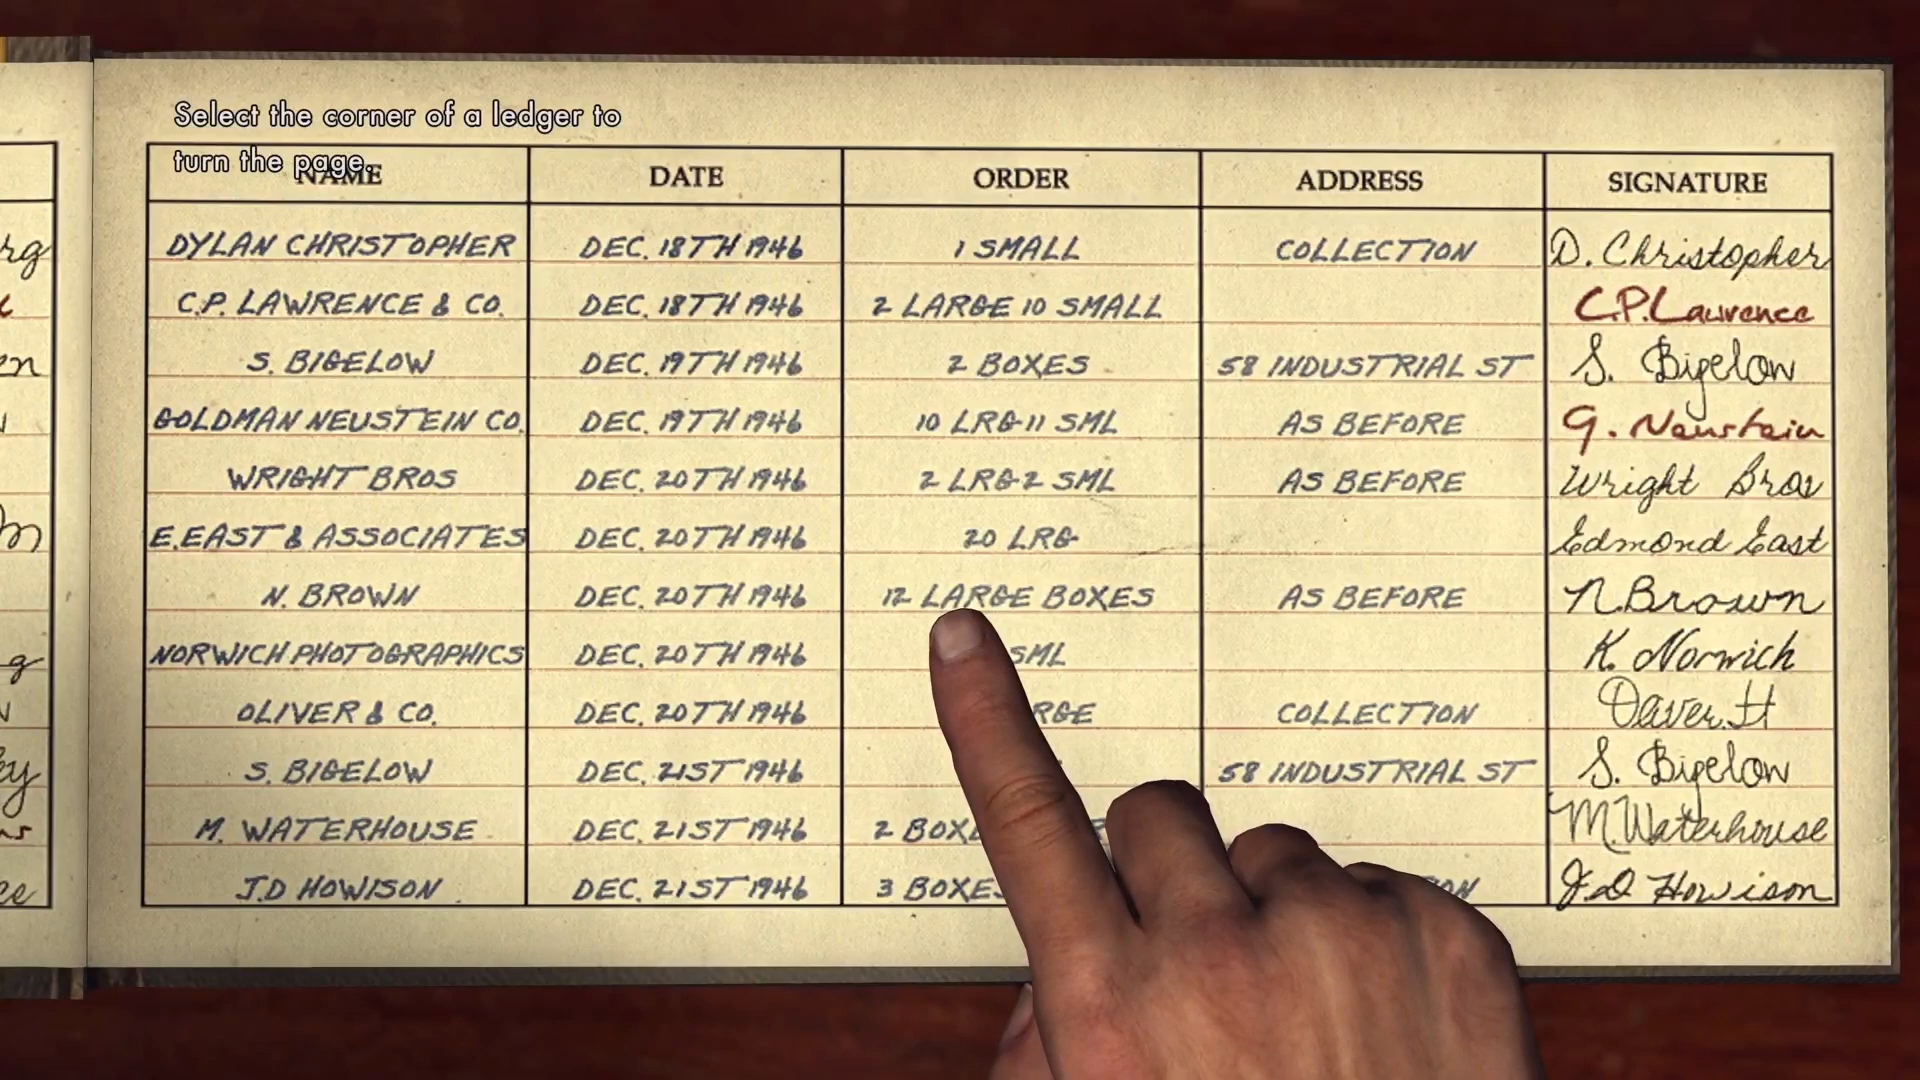 Select the corner of a ledger to
turn the page.
NAME DATE ORDER ADDRESS SIGNATURE
DYLAN CHRISTOPHER DEC. 18TH 1946 1 SMALL COLLECTION D. Christopher
C.P. LAWRENCE & CO. DEC. 18TH 1946 2 LARGE 10 SMALL C.P. Lawrence
S. BIGELOW DEC. 19TH 1946 2 BOXES 58 INDUSTRIAL ST S. Bigelow
GOLDMAN NEUSTEIN CO. DEC. 19TH 1946 10 LRG 11 SML AS BEFORE G. Neustein
WRIGHT BROS DEC. 20TH 1946 2 LRG 2 SML AS BEFORE Wright Bros
E.EAST & ASSOCIATES DEC. 20TH 1946 20 LRG Edmond East
N. BROWN DEC. 20TH 1946 12 LARGE BOXES AS BEFORE N.Brown
NORWICH PHOTOGRAPHICS DEC. 20TH 1946 SML K. Norwich
OLIVER & CO. DEC. 20TH 1946 COLLECTION
S. BIGELOW DEC. 21ST 1946 58 INDUSTRIAL ST S. Bigelow
M. WATERHOUSE DEC. 21ST 1946 2 M.Waterhouse
J.D HOWISON DEC. 21ST 1946 3 BOXES J.D Howison